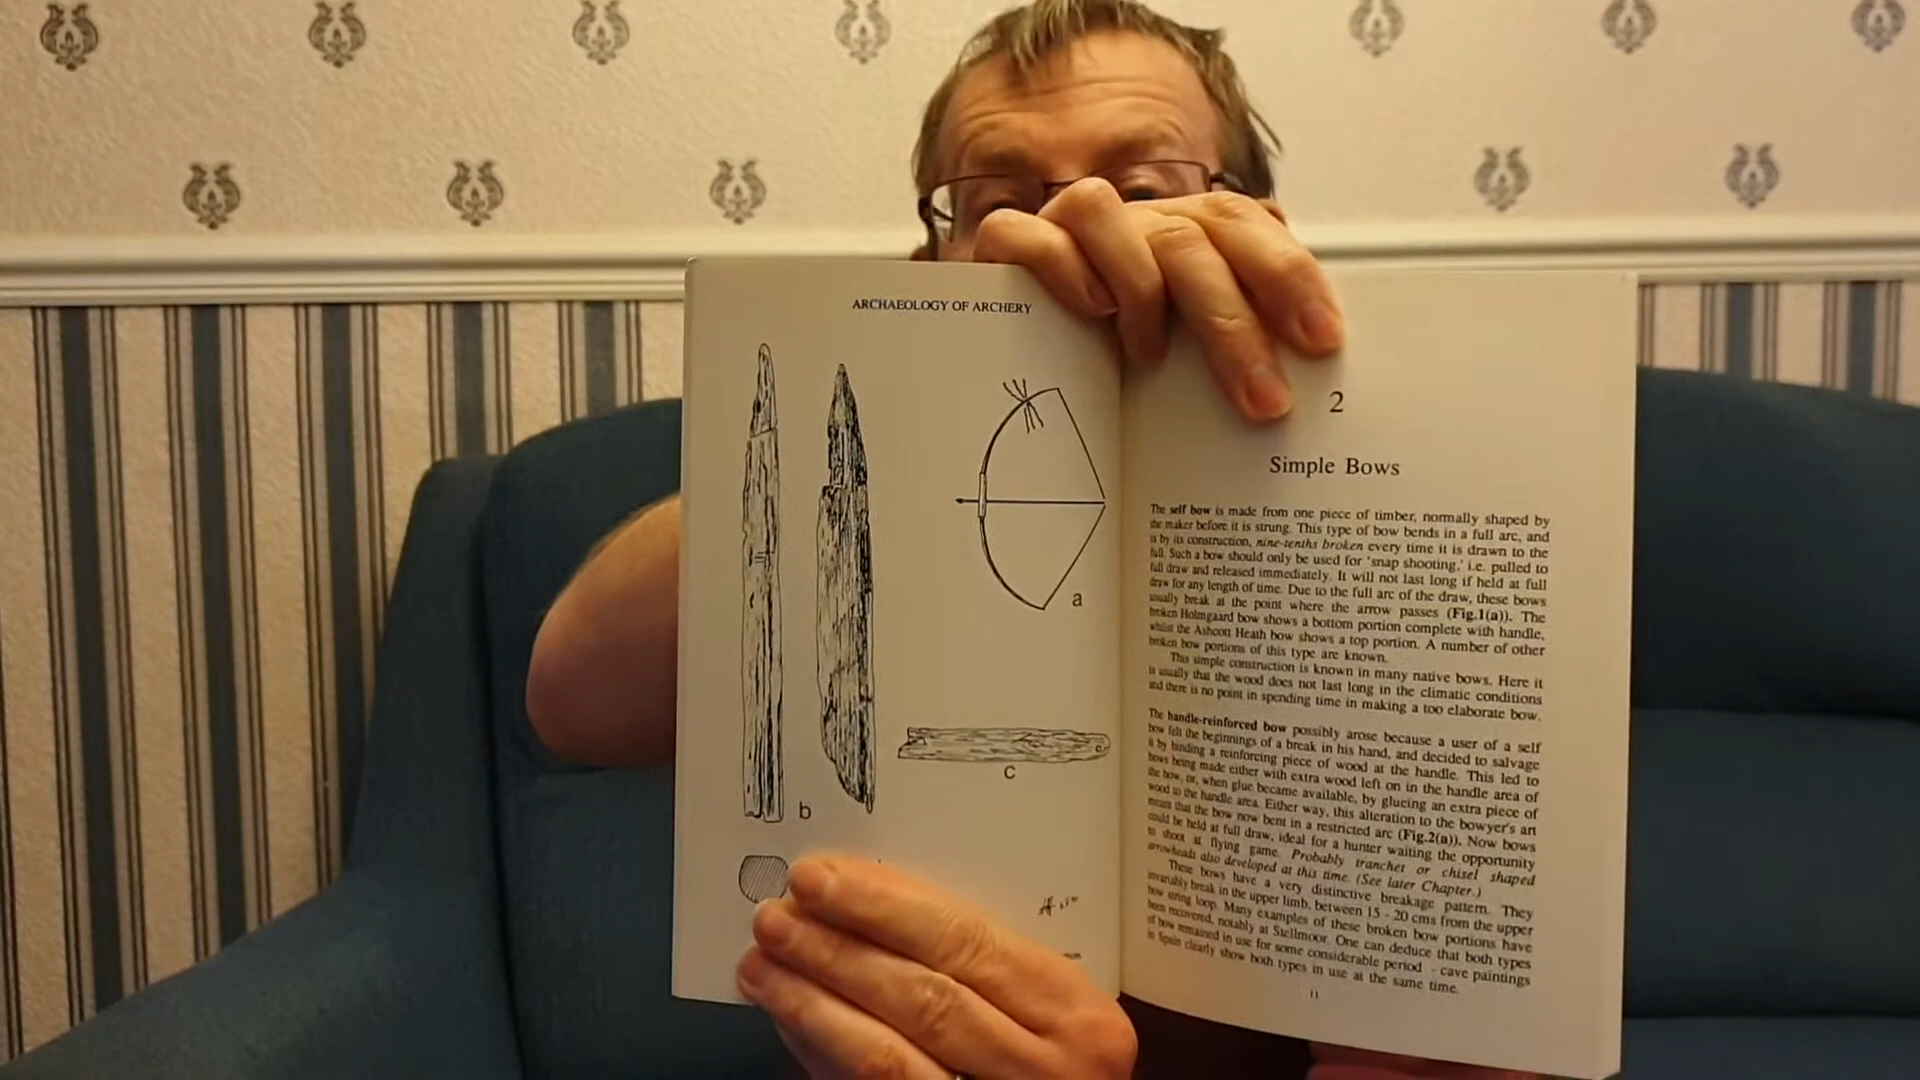 ARCHAEOLOGY OF ARCHERY
a
b
c
2
Simple Bows
The self bow is made from one piece of timber, normally shaped by
the maker before it is strung. This type of bow bends in a full arc, and
is by its construction, nine-tenths broken every time it is drawn to the
full. Such a bow should only be used for 'snap shooting,' i.e. pulled to
full draw and released immediately. It will not last long if held at full
draw for any length of time. Due to the full arc of the draw, these bows
usually break at the point where the arrow passes (Fig.1(a)). The
broken Holmgaard bow shows a bottom portion complete with handle,
whilst the Ashcott Heath bow shows a top portion. A number of other
broken bow portions of this type are known.
This simple construction is known in many native bows. Here it
is usually that the wood does not last long in the climatic conditions
and there is no point in spending time in making a too elaborate bow.
The handle-reinforced bow possibly arose because a user of a self
bow felt the beginnings of a break in his hand, and decided to salvage
it by binding a reinforcing piece of wood at the handle. This led to
bows being made either with extra wood left on in the handle area of
the bow, or, when glue became available, by glueing an extra piece of
wood to the handle area. Either way, this alteration to the bowyer's art
meant that the bow now bent in a restricted arc (Fig.2(a)). Now bows
could be held at full draw, ideal for a hunter waiting the opportunity
to shoot at flying game. Probably tranchet or chisel shaped
arrowheads also developed at this time. (See later Chapter.)
These bows have a very distinctive breakage pattern. They
invariably break in the upper limb, between 15 - 20 cms from the upper
bow string loop. Many examples of these broken bow portions have
been recovered, notably at Stellmoor. One can deduce that both types
of bow remained in use for some considerable period - cave paintings
in Spain clearly show both types in use at the same time.
11